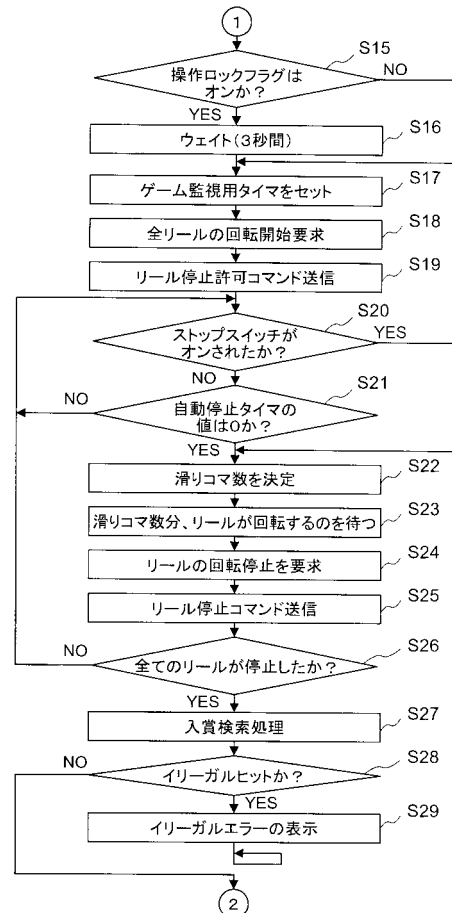 1
S15
操作ロックフラグは
オンか？
NO
YES
S16
ウェイト(3秒間)
S17
ゲーム監視用タイマをセット
S18
全リールの回転開始要求
S19
リール停止許可コマンド送信
S20
ストップスイッチが
オンされたか？
YES
NO
S21
NO
自動停止タイマの
値は0か？
YES
S22
滑りコマ数を決定
S23
滑りコマ数分、リールが回転するのを待つ
S24
リールの回転停止を要求
S25
リール停止コマンド送信
S26
NO
全てのリールが停止したか？
YES
S27
入賞検索処理
S28
NO
イリーガルヒットか？
YES
S29
イリーガルエラーの表示
2